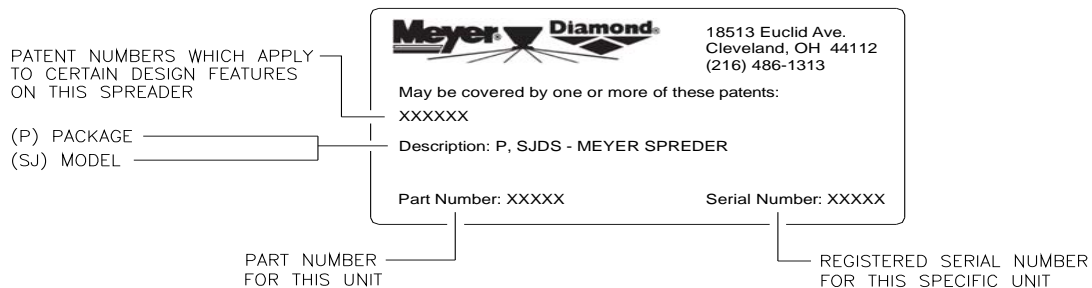 PATENT NUMBERS WHICH APPLY
TO CERTAIN DESIGN FEATURES
ON THIS SPREADER
(P) PACKAGE
(SJ) MODEL
Meyer® Diamond®
18513 Euclid Ave.
Cleveland, OH 44112
(216) 486-1313
May be covered by one or more of these patents:
XXXXXX
Description: P, SJDS - MEYER SPREDER
Part Number: XXXXX
Serial Number: XXXXX
PART NUMBER
FOR THIS UNIT
REGISTERED SERIAL NUMBER
FOR THIS SPECIFIC UNIT